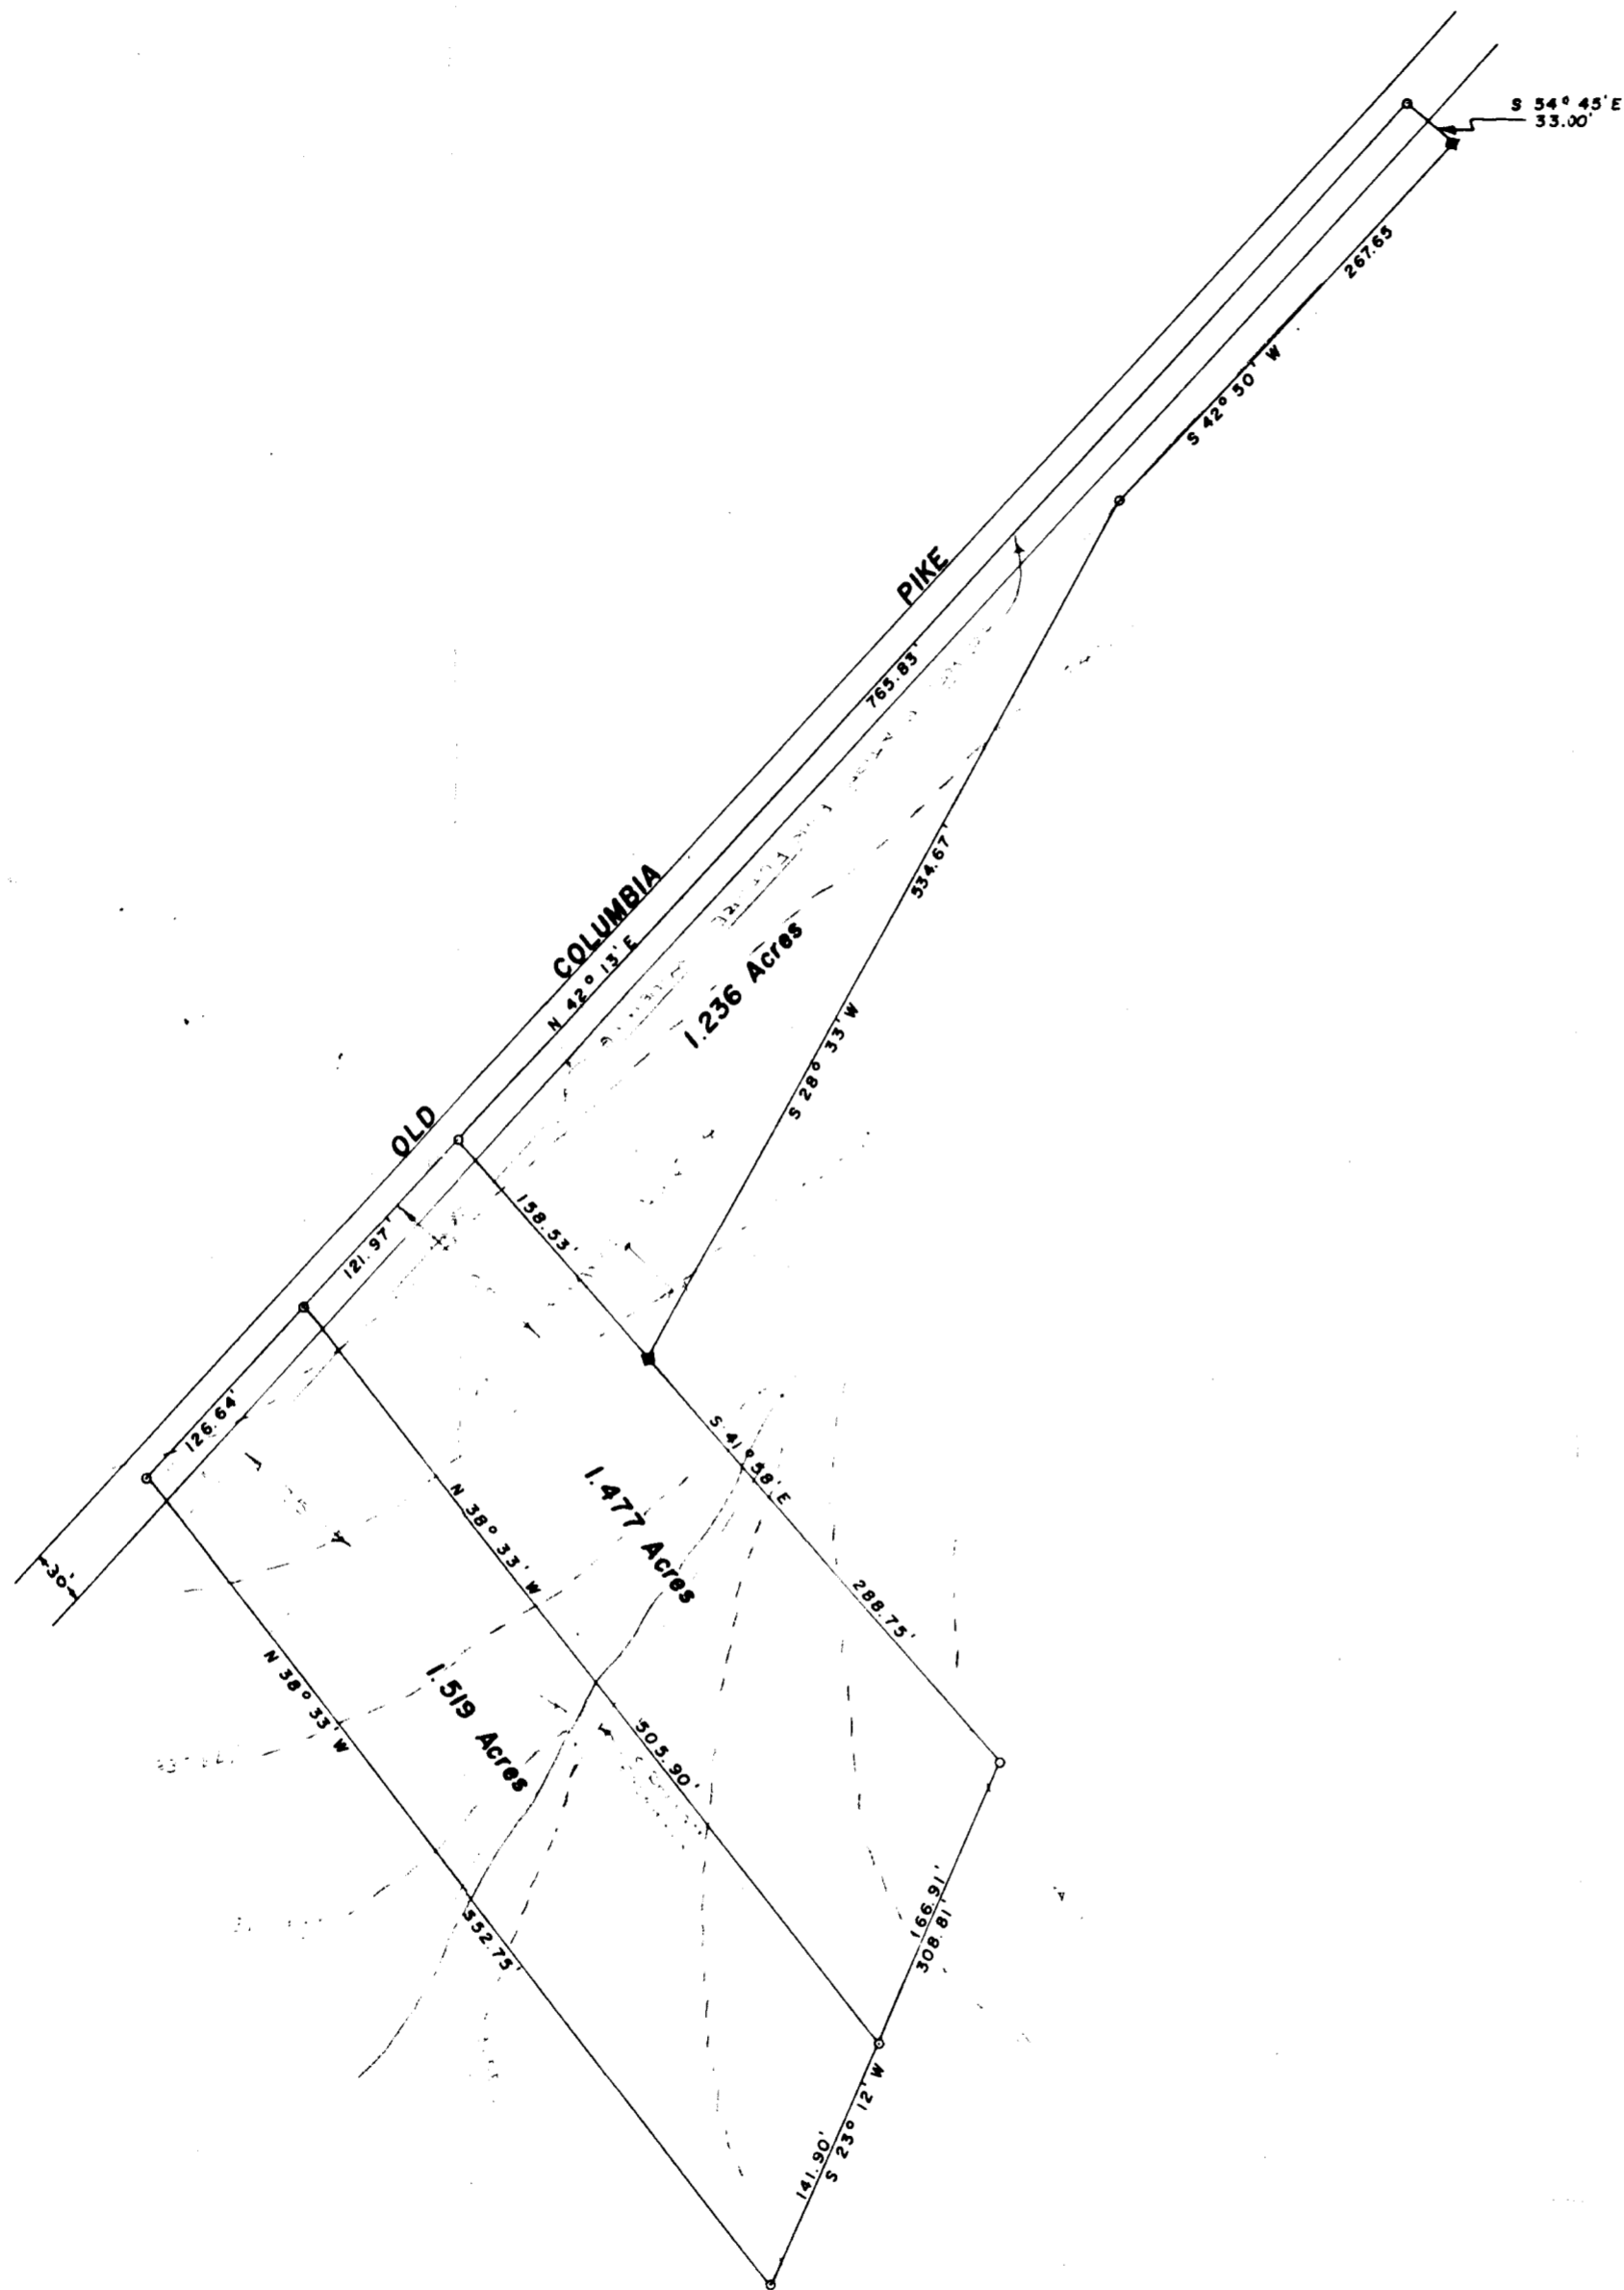 S 54° 45' E
33.00'
267.65
S 42° 50' W
PIKE
765.83'
534.67'
COLUMBIA
N 42° 13' E
1.236 Acres
S 28° 33' W
OLD
158.53'
121.97'
126.64'
S 41° 58' E
N 38° 33' W
1.477 Acres
30'
288.75'
N 38° 33' W
1.519 Acres
505.90'
166.91'
308.81'
552.75'
S 23° 12' W
141.90'